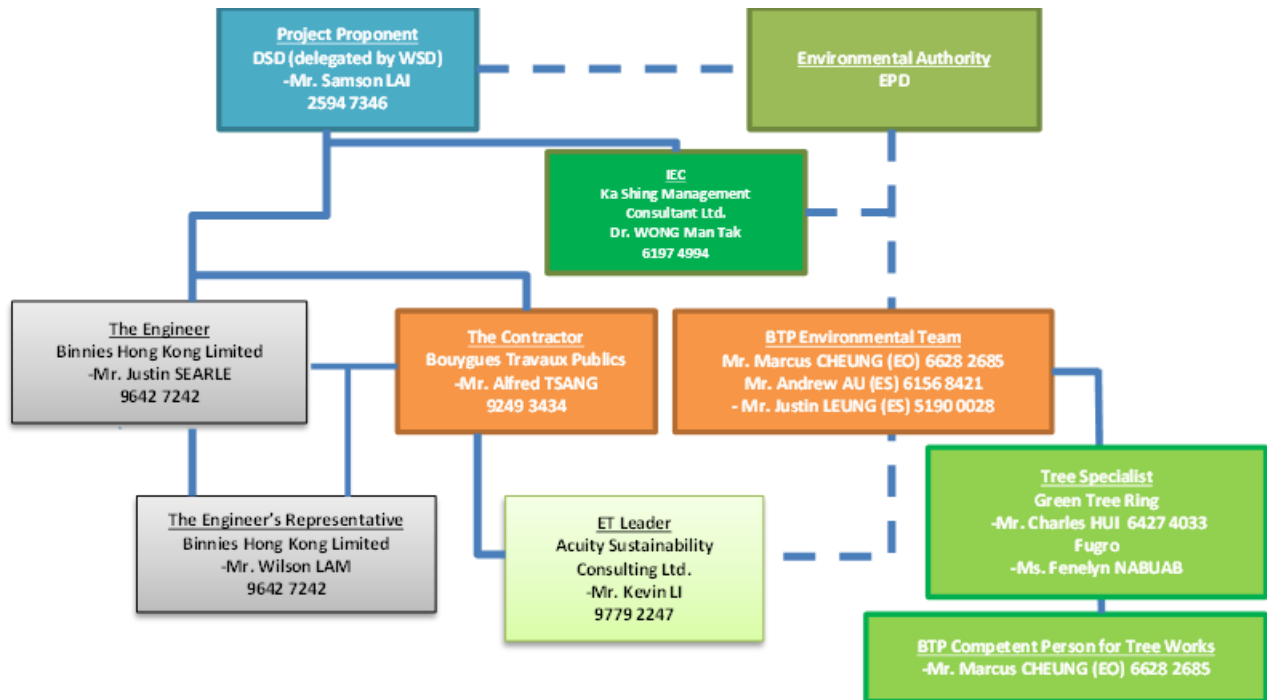 Project Proponent
DSD (delegated by WSD)
-Mr. Samson LAI
2594 7346
Environmental Authority
EPD
IEC
Ka Shing Management
Consultant Ltd.
Dr. WONG Man Tak
6197 4994
The Engineer
Binnies Hong Kong Limited
-Mr. Justin SEARLE
9642 7242
The Contractor
Bouygues Travaux Publics
-Mr. Alfred TSANG
9249 3434
BTP Environmental Team
Mr. Marcus CHEUNG (EO) 6628 2685
Mr. Andrew AU (ES) 6156 8421
- Mr. Justin LEUNG (ES) 5190 0028
The Engineer's Representative
Binnies Hong Kong Limited
-Mr. Wilson LAM
9642 7242
ET Leader
Acuity Sustainability
Consulting Ltd.
-Mr. Kevin LI
9779 2247
Tree Specialist
Green Tree Ring
-Mr. Charles HUI 6427 4033
Fugro
-Ms. Fenelyn NABUAB
BTP Competent Person for Tree Works
-Mr. Marcus CHEUNG (EO) 6628 2685